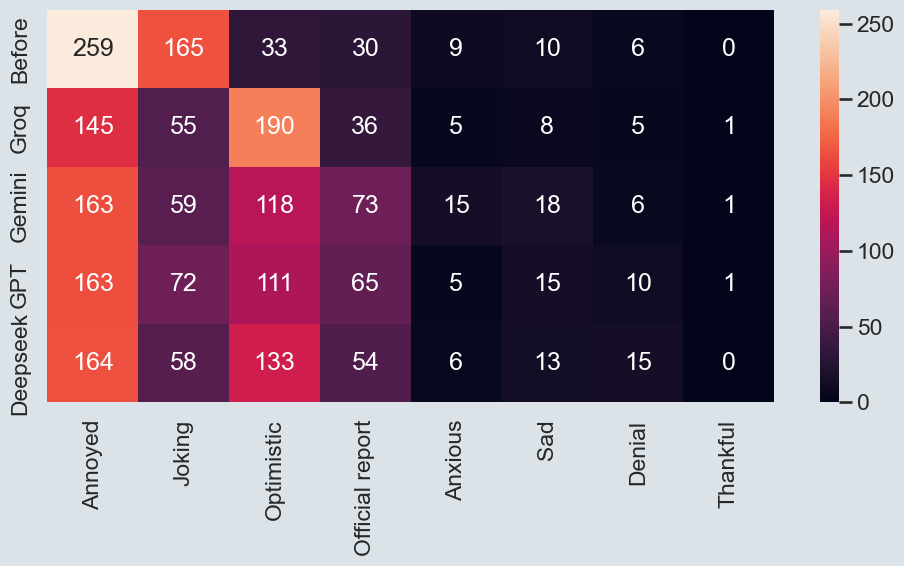 Before 259 165 33 30 9 10 6 0
Groq 145 55 190 36 5 8 5 1
Gemini 163 59 118 73 15 18 6 1
GPT 163 72 111 65 5 15 10 1
Deepseek 164 58 133 54 6 13 15 0
Annoyed Joking Optimistic Official report Anxious Sad Denial Thankful
250
200
150
100
50
0